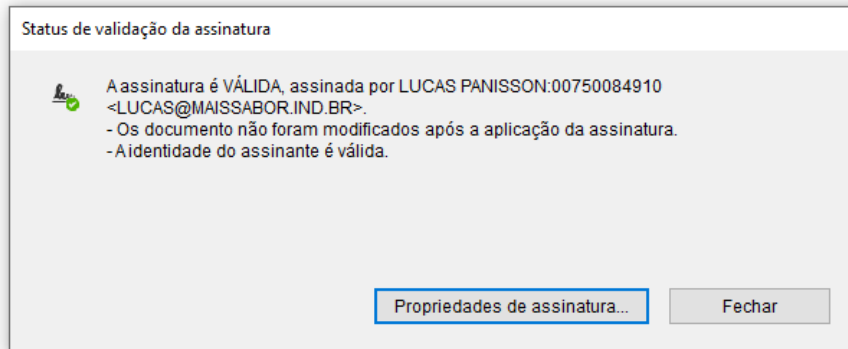 Status de validação da assinatura
A assinatura é VÁLIDA, assinada por LUCAS PANISSON:00750084910
<LUCAS@MAISSABOR.IND.BR>.
- Os documento não foram modificados após a aplicação da assinatura.
- A identidade do assinante é válida.
Propriedades de assinatura...
Fechar